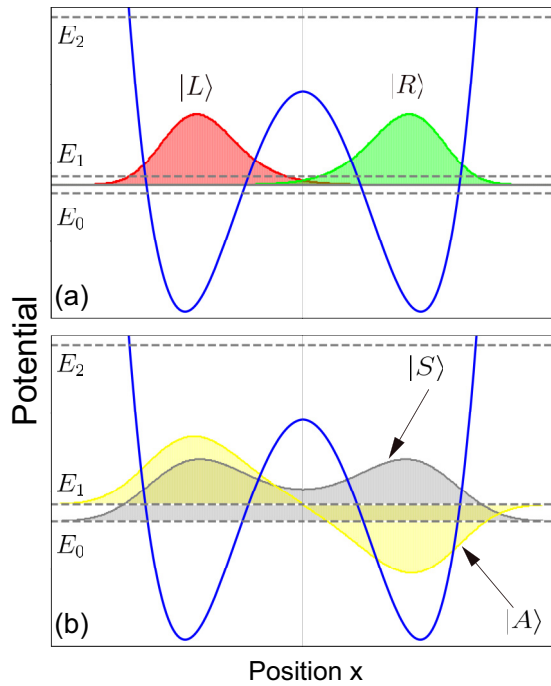 E₂
|L⟩
|R⟩
E₁
E₀
(a)
Potential
E₂
|S⟩
E₁
E₀
|A⟩
(b)
Position x